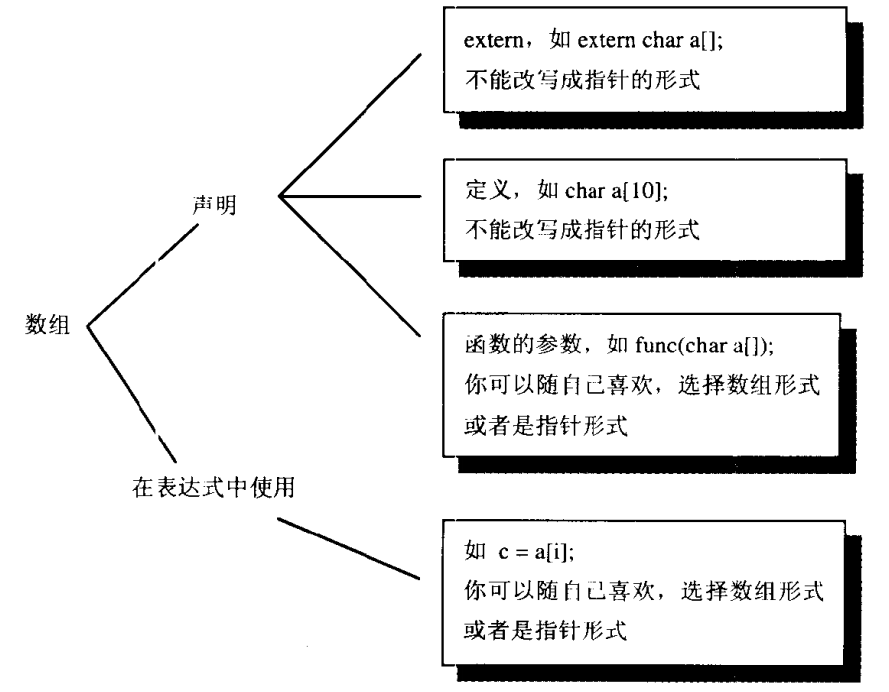 extern，如 extern char a[];
不能改写成指针的形式
定义，如 char a[10];
不能改写成指针的形式
声明
数组
函数的参数，如 func(char a[]);
你可以随自己喜欢，选择数组形式
或者是指针形式
在表达式中使用
如 c = a[i];
你可以随自己喜欢，选择数组形式
或者是指针形式